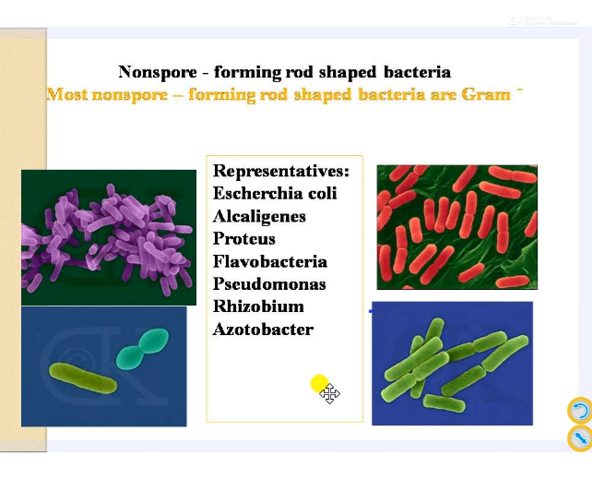 Nonspore - forming rod shaped bacteria
Most nonspore – forming rod shaped bacteria are Gram -
Representatives:
Escherchia coli
Alcaligenes
Proteus
Flavobacteria
Pseudomonas
Rhizobium
Azotobacter